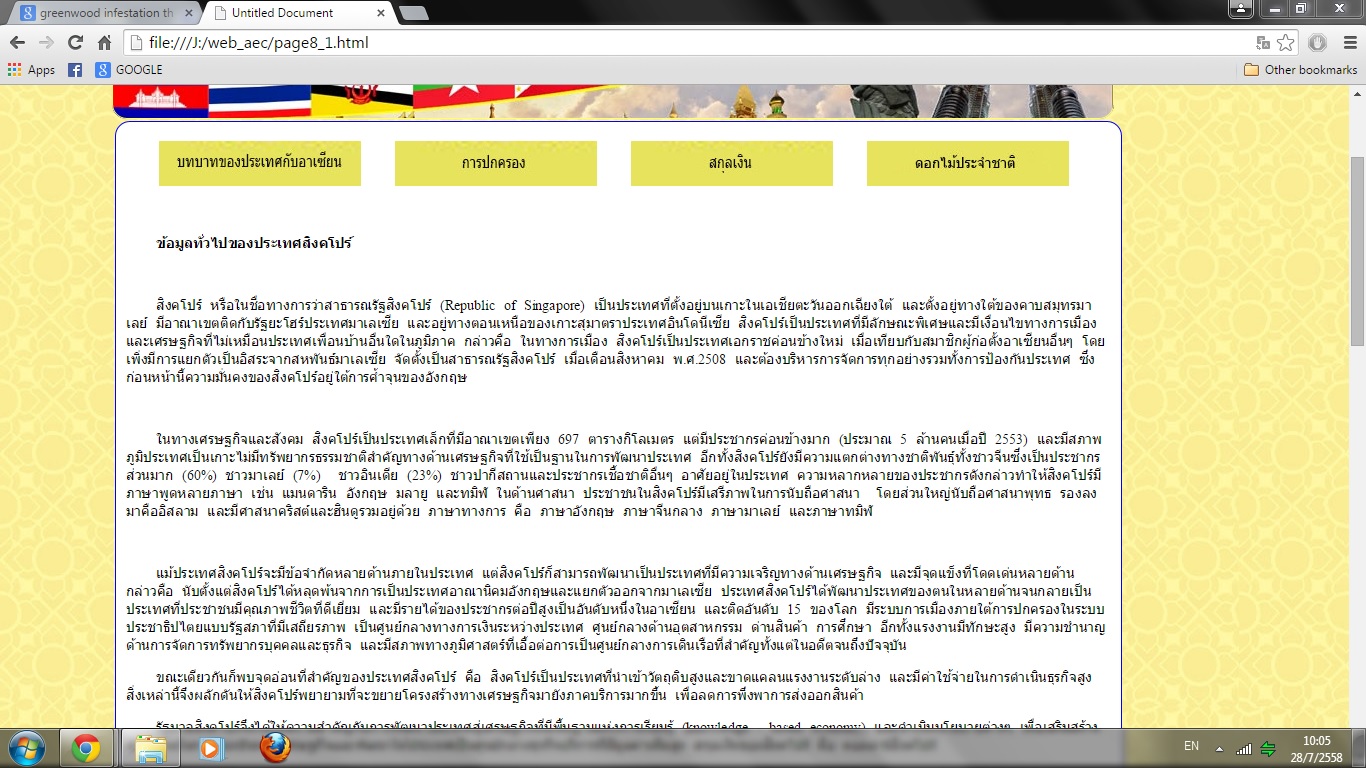 greenwood infestation th
Untitled Document
file:///J:/web_aec/page8_1.html
Apps
GOOGLE
Other bookmarks
บทบาทของประเทศกับอาเซียน
การปกครอง
สกุลเงิน
ดอกไม้ประจำชาติ
ข้อมูลทั่วไปของประเทศสิงคโปร์
สิงคโปร์ หรือในชื่อทางการว่าสาธารณรัฐสิงคโปร์ (Republic of Singapore) เป็นประเทศที่ตั้งอยู่บนเกาะในเอเชียตะวันออกเฉียงใต้ และตั้งอยู่ทางใต้ของคาบสมุทรมา
เลย์ มีอาณาเขตติดกับรัฐยะโฮร์ประเทศมาเลเซีย และอยู่ทางตอนเหนือของเกาะสุมาตราประเทศอินโดนีเซีย สิงคโปร์เป็นประเทศที่มีลักษณะพิเศษและมีเงื่อนไขทางการเมือง
และเศรษฐกิจที่ไม่เหมือนประเทศเพื่อนบ้านอื่นใดในภูมิภาค กล่าวคือ ในทางการเมือง สิงคโปร์เป็นประเทศเอกราชค่อนข้างใหม่ เมื่อเทียบกับสมาชิกผู้ก่อตั้งอาเซียนอื่นๆ โดย
เพิ่งมีการแยกตัวเป็นอิสระจากสหพันธ์มาเลเซีย จัดตั้งเป็นสาธารณรัฐสิงคโปร์ เมื่อเดือนสิงหาคม พ.ศ.2508 และต้องบริหารการจัดการทุกอย่างรวมทั้งการป้องกันประเทศ ซึ่ง
ก่อนหน้านี้ความมั่นคงของสิงคโปร์อยู่ใต้การค้ำจุนของอังกฤษ
ในทางเศรษฐกิจและสังคม สิงคโปร์เป็นประเทศเล็กที่มีอาณาเขตเพียง 697 ตารางกิโลเมตร แต่มีประชากรค่อนข้างมาก (ประมาณ 5 ล้านคนเมื่อปี 2553) และมีสภาพ
ภูมิประเทศเป็นเกาะไม่มีทรัพยากรธรรมชาติสำคัญทางด้านเศรษฐกิจที่ใช้เป็นฐานในการพัฒนาประเทศ อีกทั้งสิงคโปร์ยังมีความแตกต่างทางชาติพันธุ์ทั้งชาวจีนซึ่งเป็นประชากร
ส่วนมาก (60%) ชาวมาเลย์ (7%) ชาวอินเดีย (23%) ชาวปากีสถานและประชากรเชื้อชาติอื่นๆ อาศัยอยู่ในประเทศ ความหลากหลายของประชากรดังกล่าวทำให้สิงคโปร์มี
ภาษาพูดหลายภาษา เช่น แมนดาริน อังกฤษ มลายู และทมิฬ ในด้านศาสนา ประชาชนในสิงคโปร์มีเสรีภาพในการนับถือศาสนา โดยส่วนใหญ่นับถือศาสนาพุทธ รองลง
มาคืออิสลาม และมีศาสนาคริสต์และฮินดูรวมอยู่ด้วย ภาษาทางการ คือ ภาษาอังกฤษ ภาษาจีนกลาง ภาษามาเลย์ และภาษาทมิฬ
แม้ประเทศสิงคโปร์จะมีข้อจำกัดหลายด้านภายในประเทศ แต่สิงคโปร์ก็สามารถพัฒนาเป็นประเทศที่มีความเจริญทางด้านเศรษฐกิจ และมีจุดแข็งที่โดดเด่นหลายด้าน
กล่าวคือ นับตั้งแต่สิงคโปร์ได้หลุดพ้นจากการเป็นประเทศอาณานิคมอังกฤษและแยกตัวออกจากมาเลเซีย ประเทศสิงคโปร์ได้พัฒนาประเทศของตนในหลายด้านจนกลายเป็น
ประเทศที่ประชาชนมีคุณภาพชีวิตที่ดีเยี่ยม และมีรายได้ของประชากรต่อปีสูงเป็นอันดับหนึ่งในอาเซียน และติดอันดับ 15 ของโลก มีระบบการเมืองภายใต้การปกครองในระบบ
ประชาธิปไตยแบบรัฐสภาที่มีเสถียรภาพ เป็นศูนย์กลางทางการเงินระหว่างประเทศ ศูนย์กลางด้านอุตสาหกรรม ด่านสินค้า การศึกษา อีกทั้งแรงงานมีทักษะสูง มีความชำนาญ
ด้านการจัดการทรัพยากรบุคคลและธุรกิจ และมีสภาพทางภูมิศาสตร์ที่เอื้อต่อการเป็นศูนย์กลางการเดินเรือที่สำคัญทั้งแต่ในอดีตจนถึงปัจจุบัน
ขณะเดียวกันก็พบจุดอ่อนที่สำคัญของประเทศสิงคโปร์ คือ สิงคโปร์เป็นประเทศที่นำเข้าวัตถุดิบสูงและขาดแคลนแรงงานระดับล่าง และมีค่าใช้จ่ายในการดำเนินธุรกิจสูง
สิ่งเหล่านี้จึงผลักดันให้สิงคโปร์พยายามที่จะขยายโครงสร้างทางเศรษฐกิจมายังภาคบริการมากขึ้น เพื่อลดการพึ่งพาการส่งออกสินค้า
รัฐบาลสิงคโปร์จึงได้ให้ความสำคัญกับการพัฒนาประเทศสู่เศรษฐกิจที่มีพื้นฐานแห่งการเรียนรู้ (knowledge - based economy) และดำเนินนโยบายต่างๆ เพื่อเสริมสร้าง
EN
10:05
28/7/2558